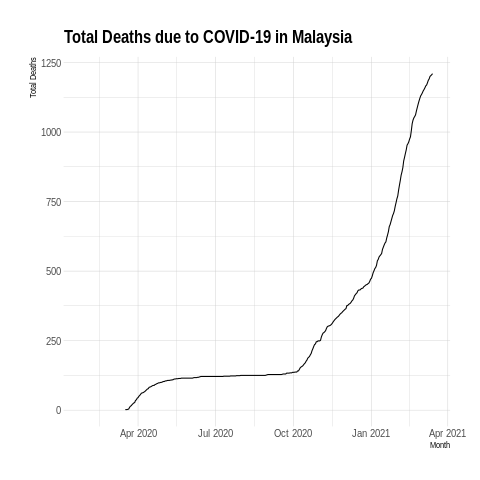 Total Deaths due to COVID-19 in Malaysia
Total Deaths
1250
1000
750
500
250
0
Apr 2020 Jul 2020 Oct 2020 Jan 2021 Apr 2021
Month